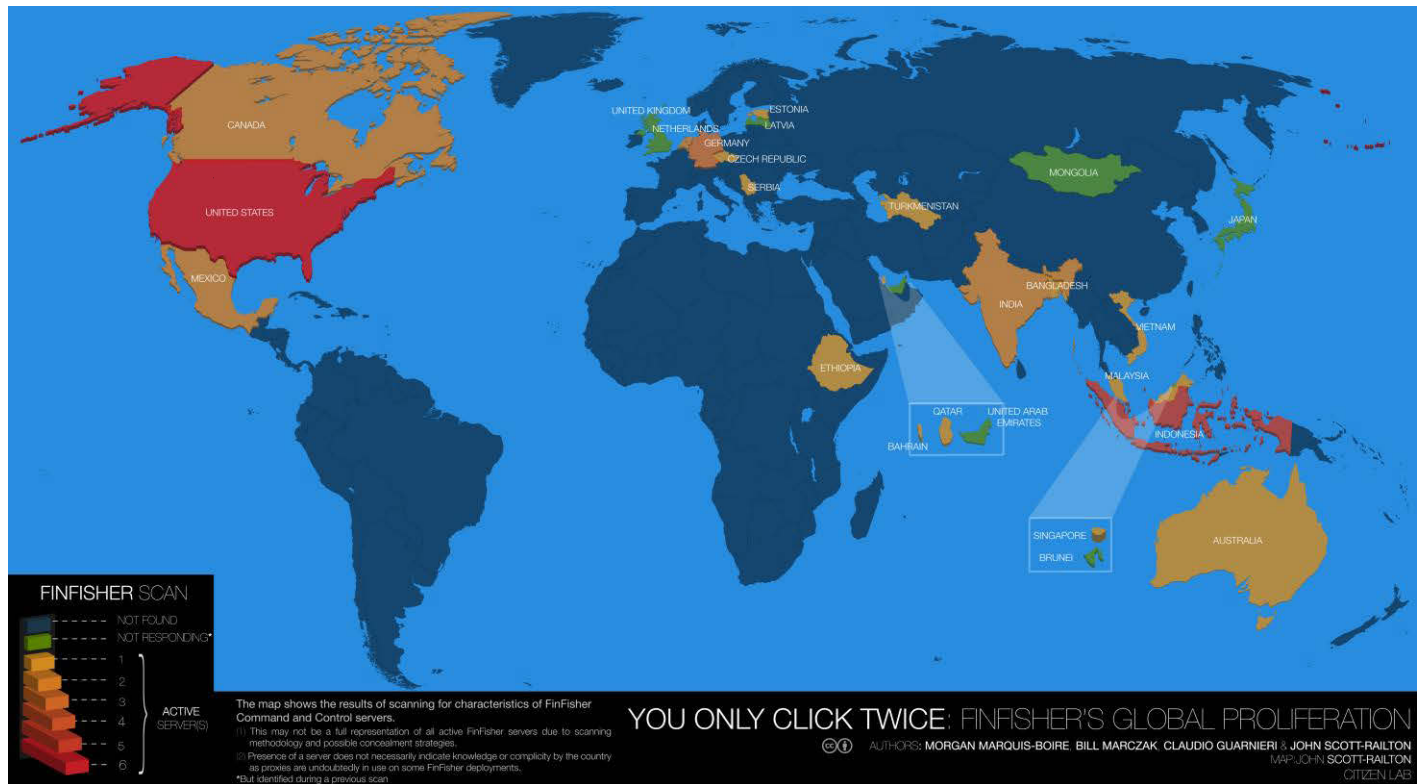 CANADA
UNITED STATES
MEXICO
UNITED KINGDOM
NETHERLANDS
GERMANY
CZECH REPUBLIC
SERBIA
ESTONIA
LATVIA
TURKMENISTAN
MONGOLIA
JAPAN
INDIA
BANGLADESH
VIETNAM
ETHIOPIA
MALAYSIA
INDONESIA
QATAR
UNITED ARAB
EMIRATES
BAHRAIN
SINGAPORE
BRUNEI
AUSTRALIA
FINFISHER SCAN
NOT FOUND
NOT RESPONDING*
1
2
3
4
5
6
ACTIVE
SERVER(S)
The map shows the results of scanning for characteristics of FinFisher
Command and Control servers.
(1) This may not be a full representation of all active FinFisher servers due to scanning
methodology and possible concealment strategies.
(2) Presence of a server does not necessarily indicate knowledge or complicity by the country
as proxies are undoubtedly in use on some FinFisher deployments.
*But identified during a previous scan
YOU ONLY CLICK TWICE: FINFISHER'S GLOBAL PROLIFERATION
cc AUTHORS: MORGAN MARQUIS-BOIRE, BILL MARCZAK, CLAUDIO GUARNIERI & JOHN SCOTT-RAILTON
MAP: JOHN SCOTT-RAILTON
CITIZEN LAB